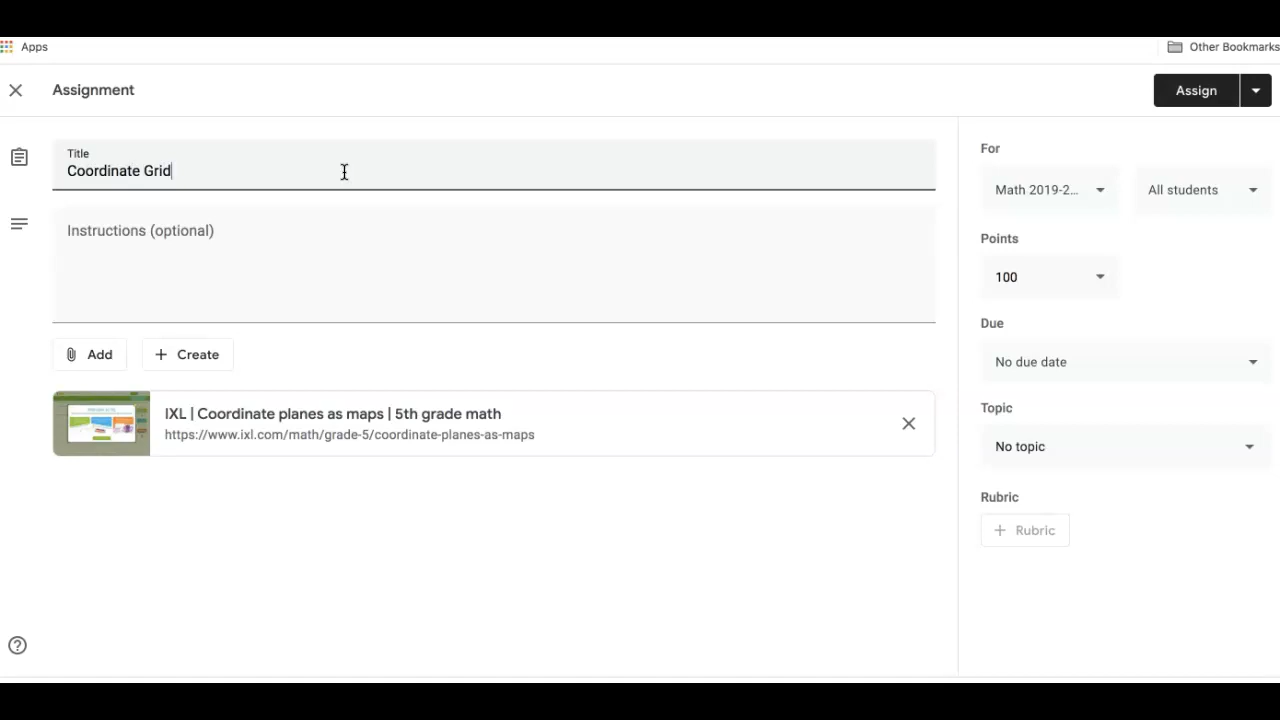 Apps
Other Bookmarks
Assignment
Assign
Title
Coordinate Grid
Instructions (optional)
Add
Create
IXL | Coordinate planes as maps | 5th grade math
https://www.ixl.com/math/grade-5/coordinate-planes-as-maps
For
Math 2019-2...
All students
Points
100
Due
No due date
Topic
No topic
Rubric
Rubric